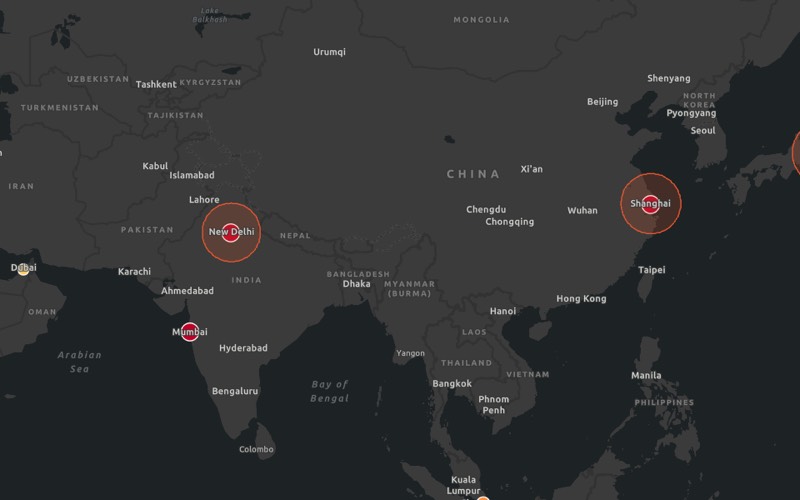 Lake
Balkhash
MONGOLIA
Urumqi
UZBEKISTAN
Tashkent
KYRGYZSTAN
Shenyang
TURKMENISTAN
TAJIKISTAN
Beijing
NORTH
KOREA
Pyongyang
Seoul
Kabul
Islamabad
CHINA
Xi'an
IRAN
Lahore
Shanghai
Chengdu
Wuhan
Chongqing
PAKISTAN
New Delhi
NEPAL
Dubai
Karachi
INDIA
BANGLADESH
Dhaka
MYANMAR
(BURMA)
Taipei
Ahmedabad
Hong Kong
OMAN
Hanoi
Mumbai
LAOS
Arabian
Sea
Hyderabad
Yangon
THAILAND
VIETNAM
Manila
Bay of
Bengal
Bengaluru
Bangkok
Phnom
Penh
PHILIPPINES
Colombo
Kuala
Lumpur